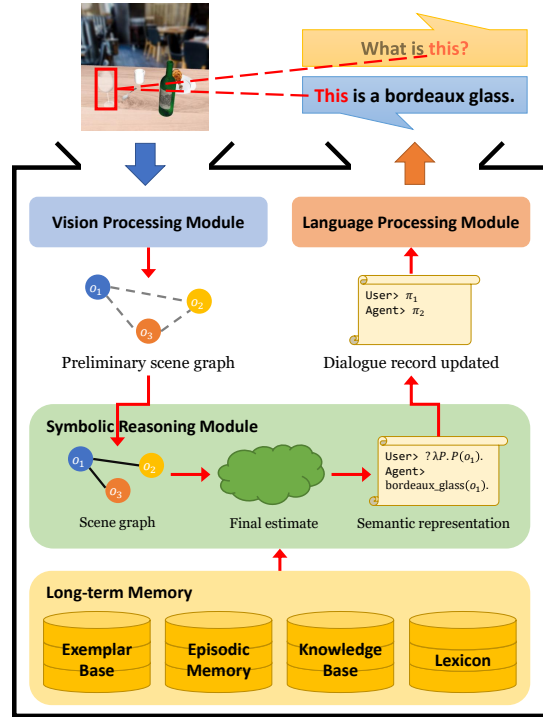 What is this?
This is a bordeaux glass.
Vision Processing Module
Language Processing Module
o₁
o₂
o₃
Preliminary scene graph
User> π₁
Agent> π₂
Dialogue record updated
Symbolic Reasoning Module
o₁
o₂
o₃
Scene graph
Final estimate
User> ?λP.P(o₁).
Agent>
bordeaux_glass(o₁).
Semantic representation
Long-term Memory
Exemplar
Base
Episodic
Memory
Knowledge
Base
Lexicon